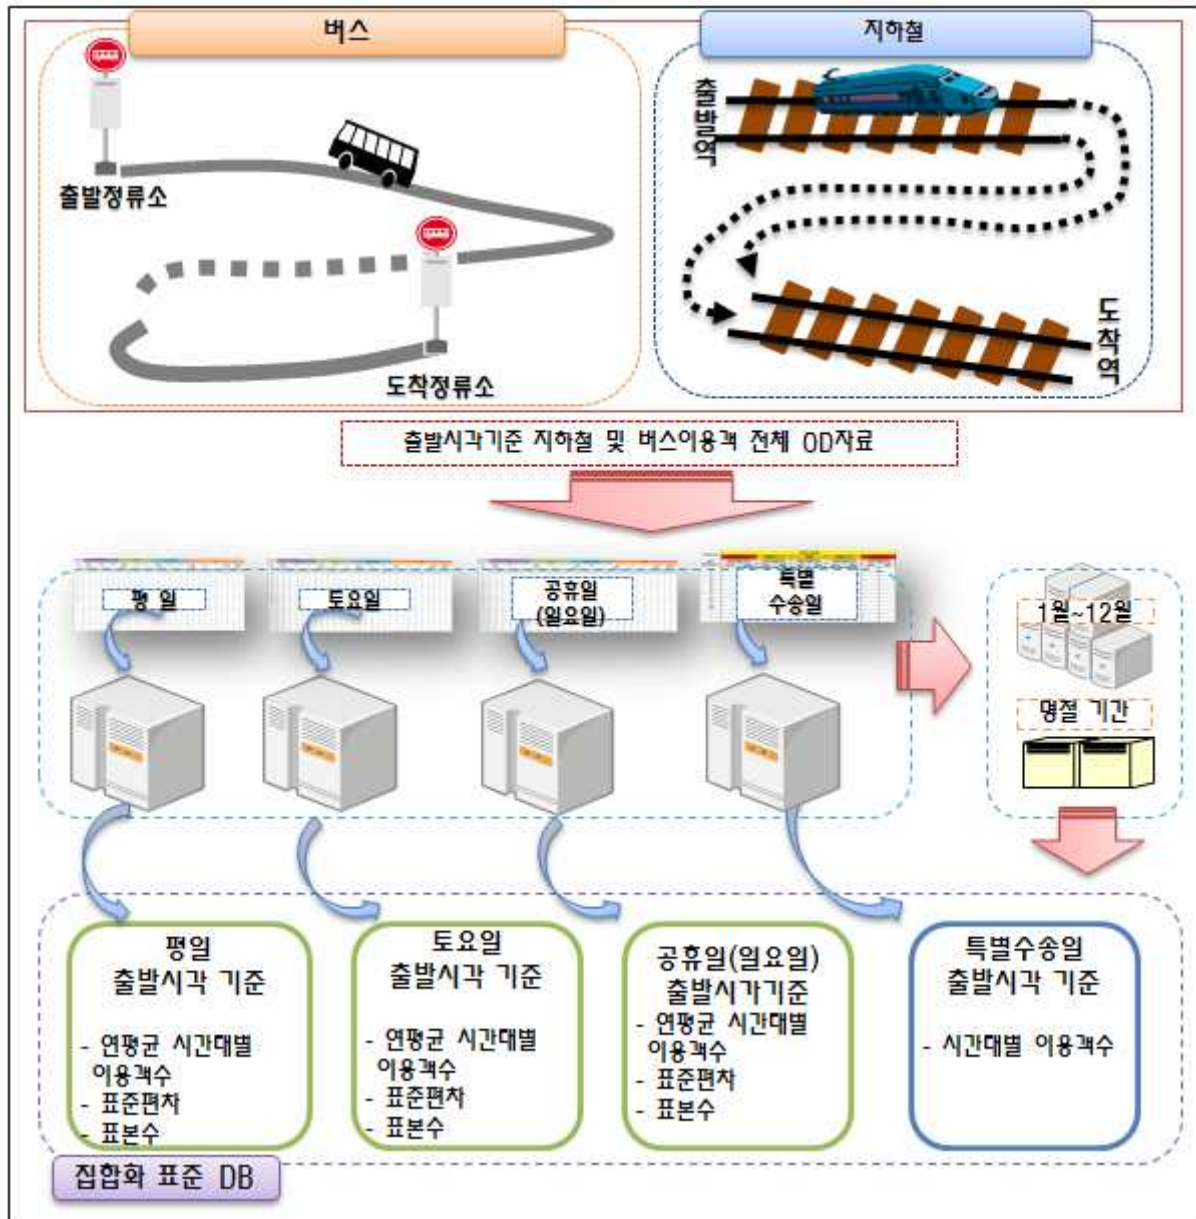 버스
지하철
출발정류소
도착정류소
출발역
도착역
출발시각기준 지하철 및 버스이용객 전체 OD자료
평 일
토요일
공휴일
(일요일)
특별
수송일
1월~12월
명절 기간
평일
출발시각 기준
- 연평균 시간대별
이용객수
- 표준편차
- 표본수
토요일
출발시각 기준
- 연평균 시간대별
이용객수
- 표준편차
- 표본수
공휴일(일요일)
출발시가기준
- 연평균 시간대별
이용객수
- 표준편차
- 표본수
특별수송일
출발시각 기준
- 시간대별 이용객수
집합화 표준 DB